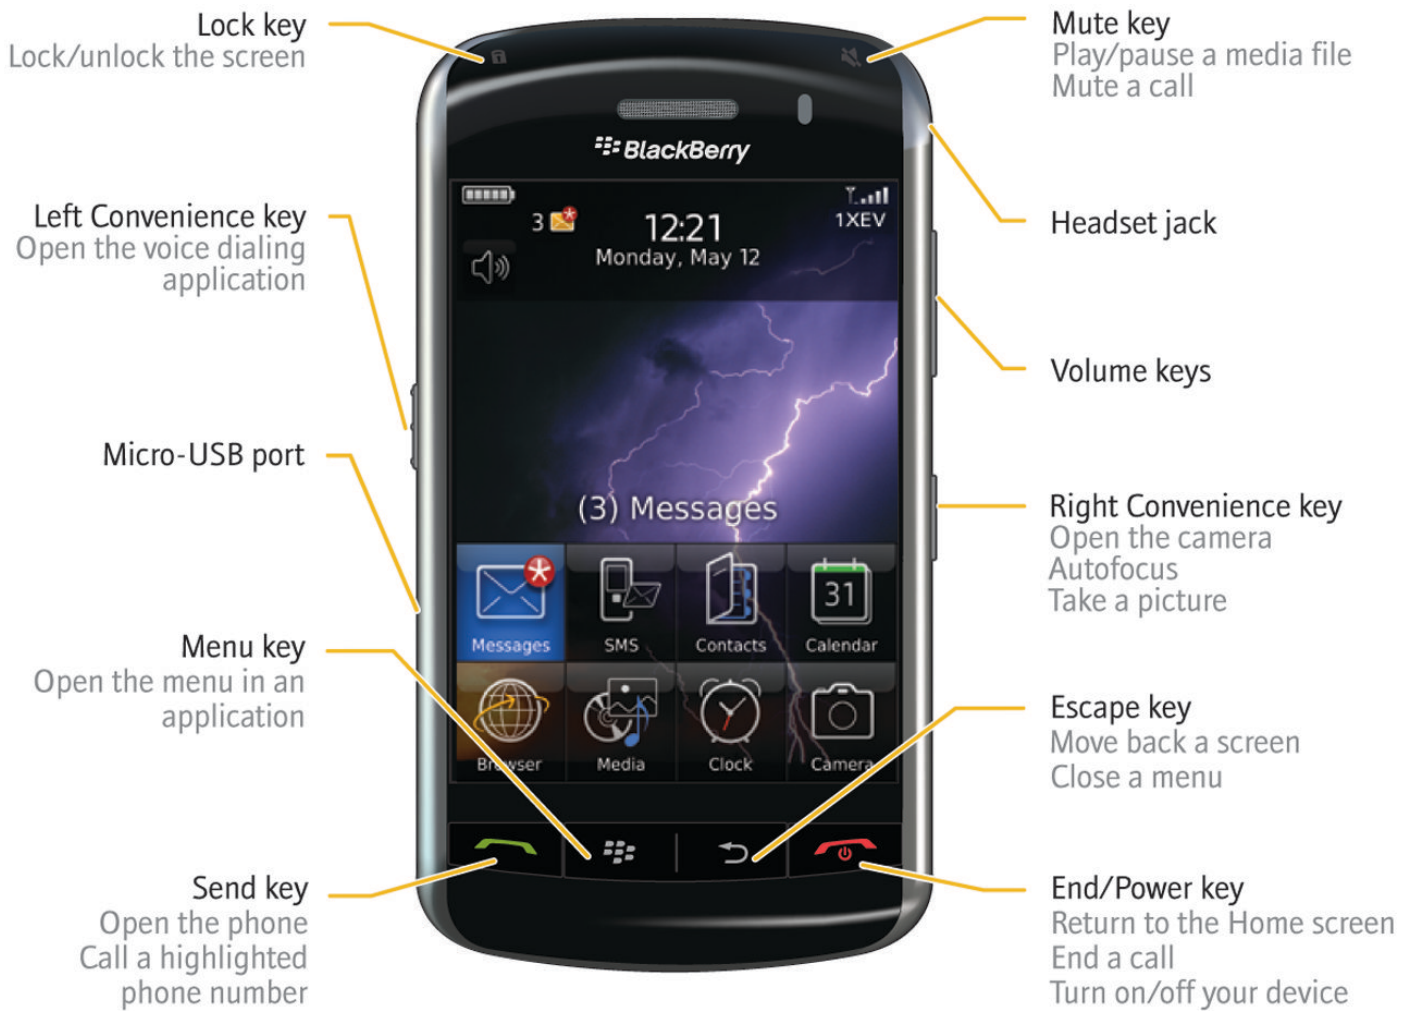 Lock key
Lock/unlock the screen
Mute key
Play/pause a media file
Mute a call
BlackBerry
Left Convenience key
Open the voice dialing
application
3
12:21
Monday, May 12
1XEV
Headset jack
Volume keys
Micro-USB port
(3) Messages
Right Convenience key
Open the camera
Autofocus
Take a picture
31
Messages
SMS
Contacts
Calendar
Menu key
Open the menu in an
application
Browser
Media
Clock
Camera
Escape key
Move back a screen
Close a menu
Send key
Open the phone
Call a highlighted
phone number
End/Power key
Return to the Home screen
End a call
Turn on/off your device